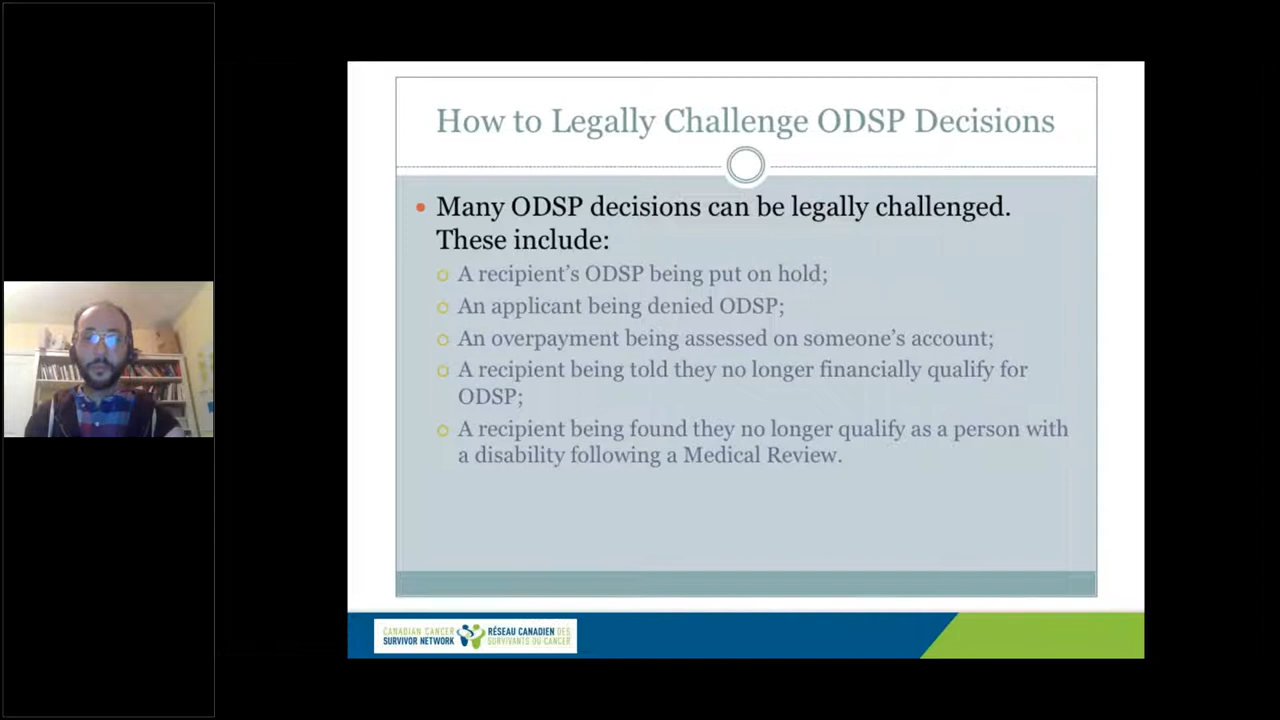 How to Legally Challenge ODSP Decisions
Many ODSP decisions can be legally challenged.
These include:
A recipient’s ODSP being put on hold;
An applicant being denied ODSP;
An overpayment being assessed on someone’s account;
A recipient being told they no longer financially qualify for
ODSP;
A recipient being found they no longer qualify as a person with
a disability following a Medical Review.
CANADIAN CANCER
SURVIVOR NETWORK
RÉSEAU CANADIEN DES
SURVIVANTS DU CANCER